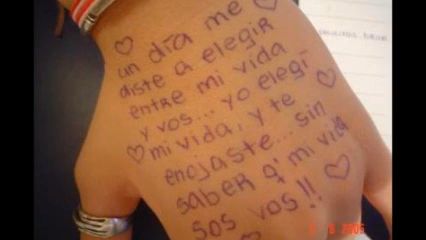 un día me
diste a elegir
entre mi vida
y vos... yo elegí
mi vida, y te
enojaste... sin
saber q' mi vida
sos vos!!
2005